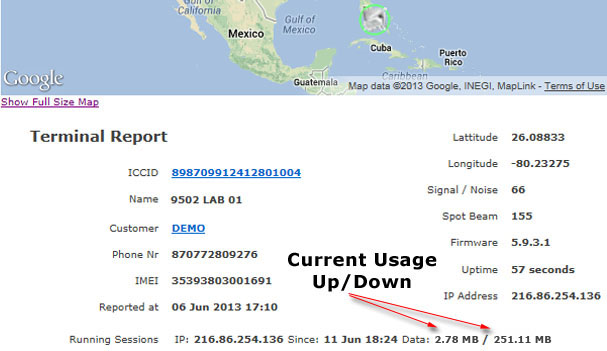 Gulf of
California
Gulf of
Mexico
Mexico
Cuba
Puerto
Rico
Guatemala
Caribbean
Google
Map data ©2013 Google, INEGI, MapLink - Terms of Use
Show Full Size Map
Terminal Report
ICCID 898709912412801004
Name 9502 LAB 01
Customer DEMO
Phone Nr 870772809276
IMEI 35393803001691
Reported at 06 Jun 2013 17:10
Lattitude 26.08833
Longitude -80.23275
Signal / Noise 66
Spot Beam 155
Firmware 5.9.3.1
Uptime 57 seconds
IP Address 216.86.254.136
Current Usage
Up/Down
Running Sessions IP: 216.86.254.136 Since: 11 Jun 18:24 Data: 2.78 MB / 251.11 MB